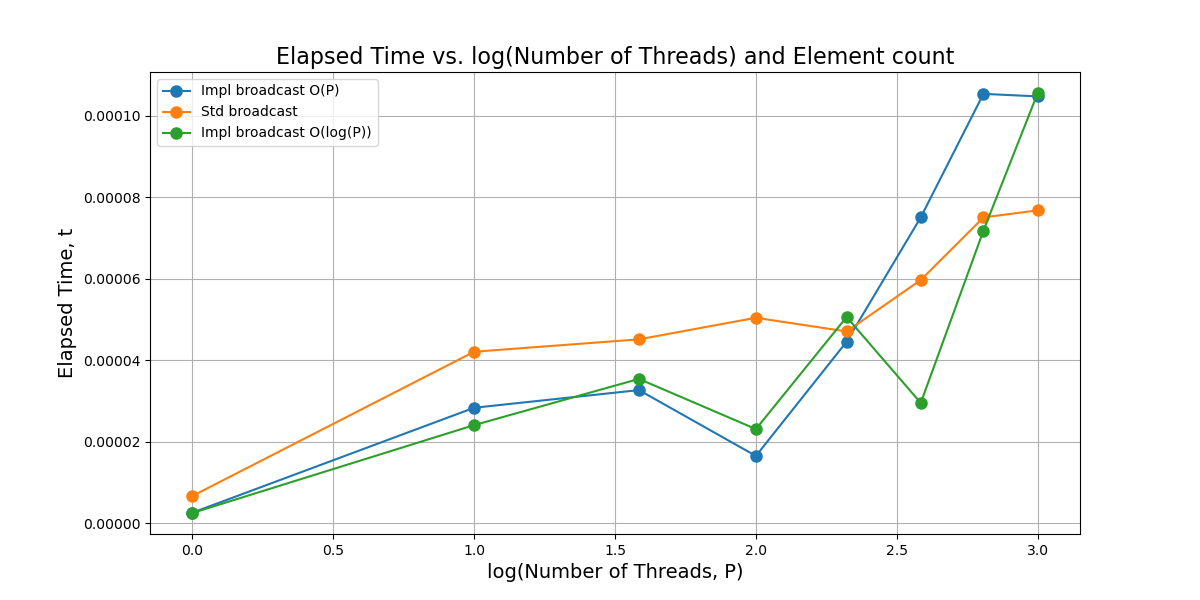 Elapsed Time vs. log(Number of Threads) and Element count
Impl broadcast O(P)
Std broadcast
Impl broadcast O(log(P))
Elapsed Time, t
0.00010
0.00008
0.00006
0.00004
0.00002
0.00000
0.0 0.5 1.0 1.5 2.0 2.5 3.0
log(Number of Threads, P)